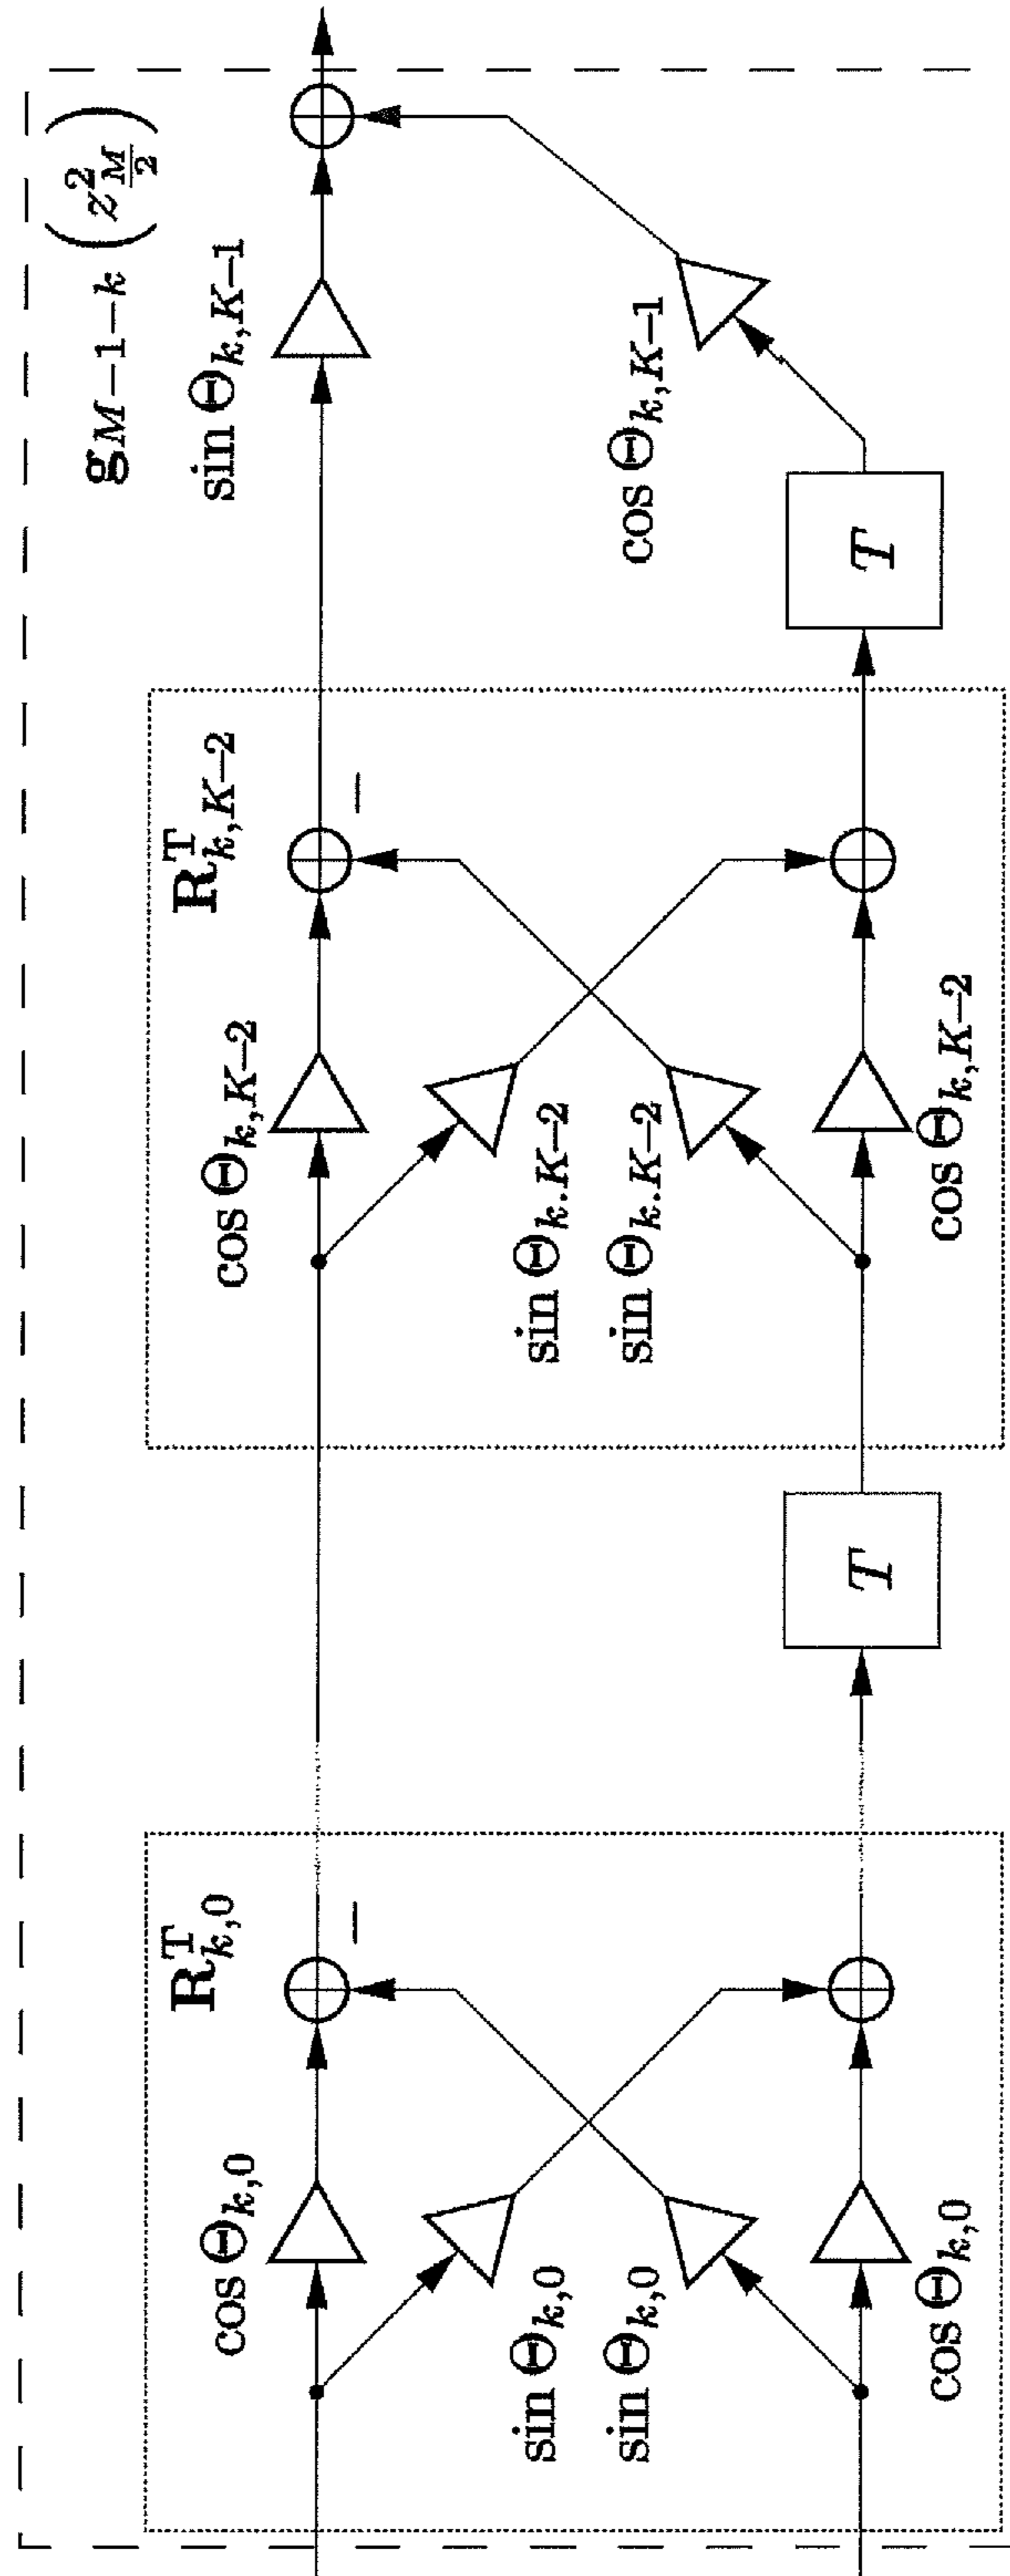 g_{M-1-k} ( z^2_{\frac{M}{2}} )
R^T_{k,0}
cos Θ_{k,0}
sin Θ_{k,0}
sin Θ_{k,0}
cos Θ_{k,0}
T
R^T_{k,K-2}
cos Θ_{k,K-2}
sin Θ_{k.K-2}
sin Θ_{k.K-2}
cos Θ_{k,K-2}
−
−
T
sin Θ_{k,K-1}
cos Θ_{k,K-1}